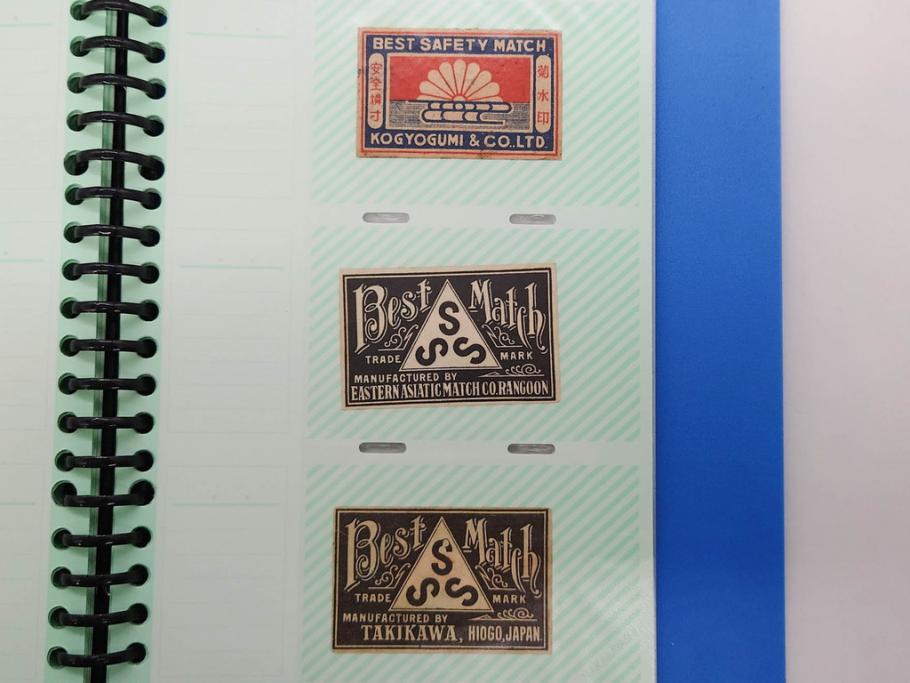 BEST SAFETY MATCH
安全燐寸
菊水印
KOGYOGUMI & CO.,LTD.
Best Match
S
S S
TRADE MARK
MANUFACTURED BY
EASTERN ASIATIC MATCH CO. RANGOON
Best Match
S
S S
TRADE MARK
MANUFACTURED BY
TAKIKAWA, HIOGO, JAPAN.